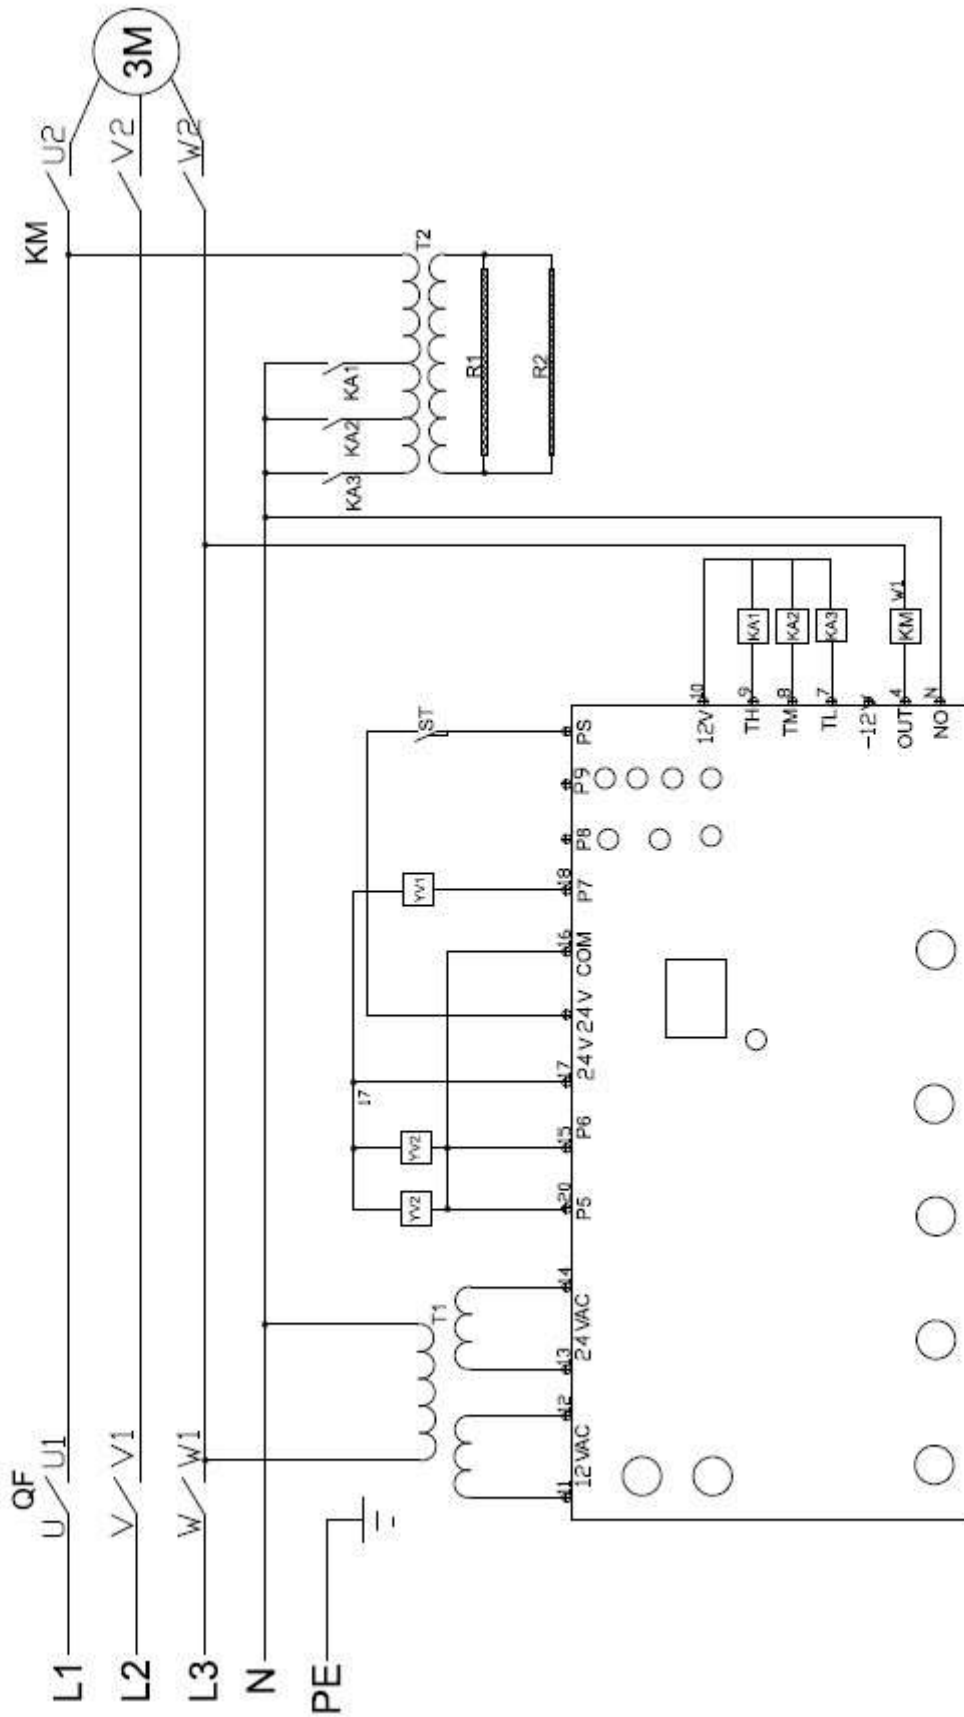 QF KM
L1 U U1 U2
L2 V V1 V2 3M
L3 W W1 W2
N
PE
17
KA3 KA2 KA1
YV2 YV2 YV1 ST T2
T1
R1
R2
11 12 13 14 20 15 17 16 18
12VAC 24VAC P5 P6 24V 24V COM P7 P8 P9 PS
12V 10
TH 9 KA1
TM 8 KA2
TL 7 KA3
-12V
OUT 4 KM W1
NO N